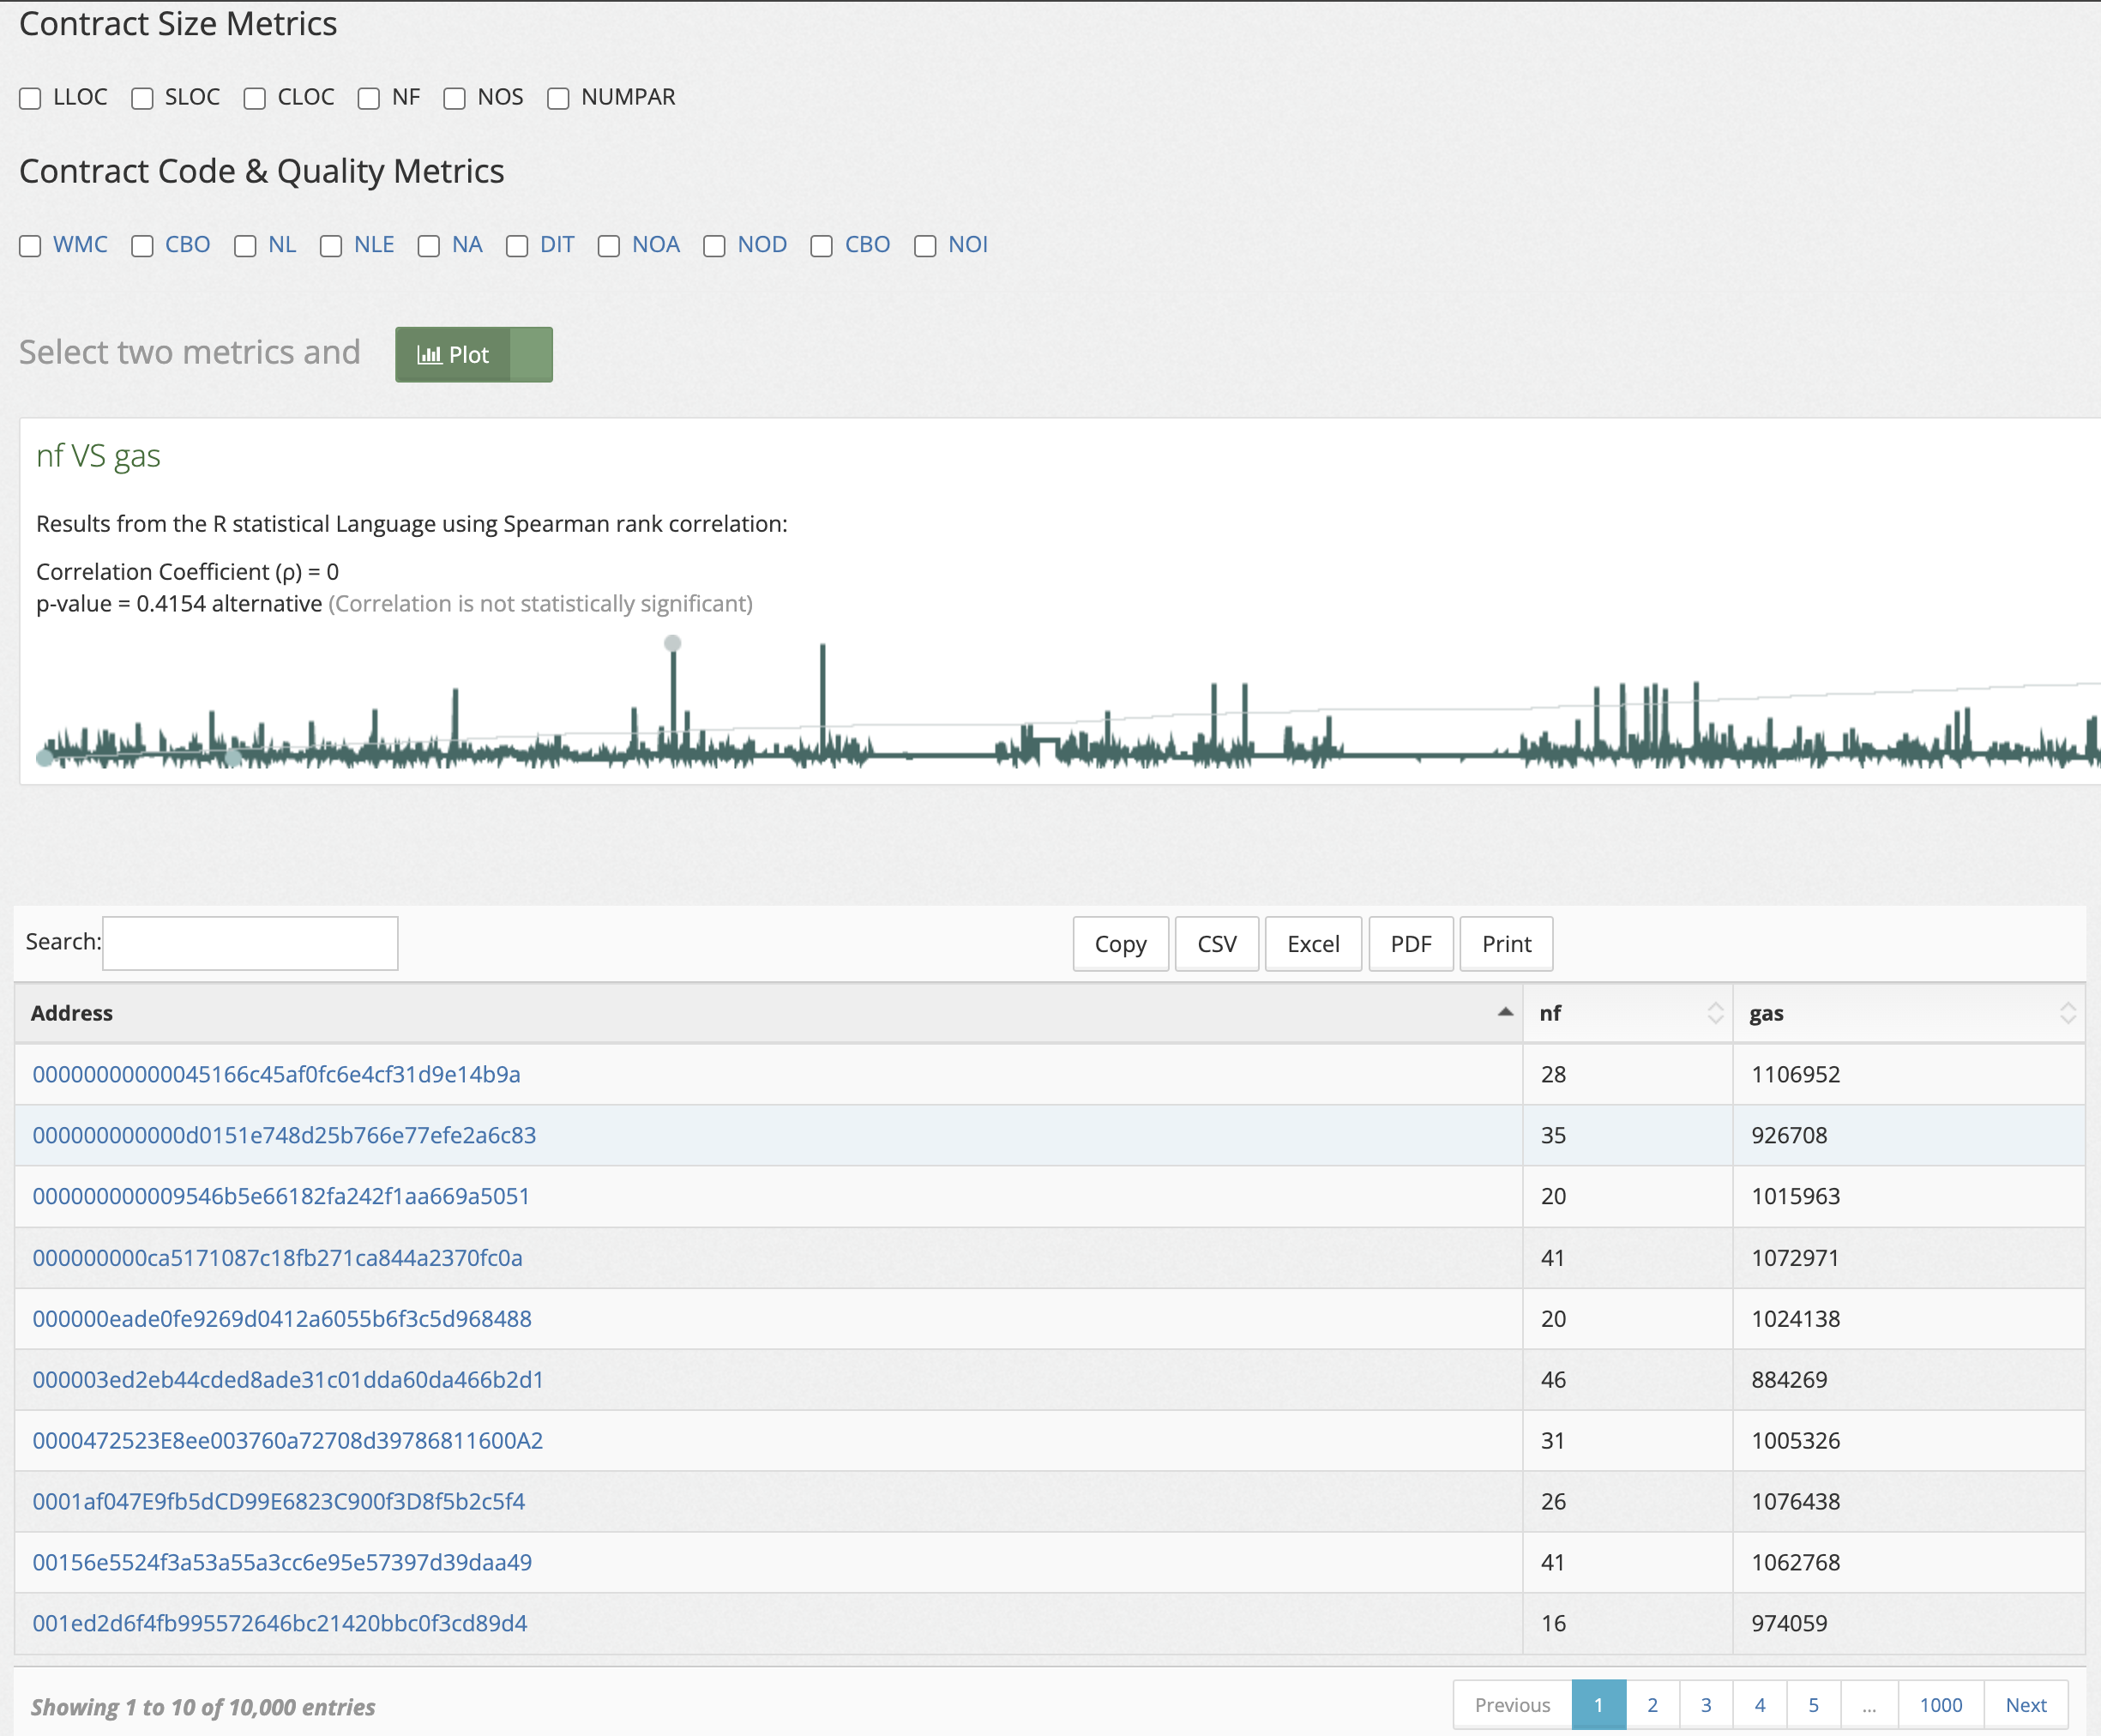 Contract Size Metrics
LLOC SLOC CLOC NF NOS NUMPAR
Contract Code & Quality Metrics
WMC CBO NL NLE NA DIT NOA NOD CBO NOI
Select two metrics and Plot
nf VS gas
Results from the R statistical Language using Spearman rank correlation:
Correlation Coefficient (ρ) = 0
p-value = 0.4154 alternative (Correlation is not statistically significant)
Search: Copy CSV Excel PDF Print
Address nf gas
00000000000045166c45af0fc6e4cf31d9e14b9a 28 1106952
000000000000d0151e748d25b766e77efe2a6c83 35 926708
000000000009546b5e66182fa242f1aa669a5051 20 1015963
000000000ca5171087c18fb271ca844a2370fc0a 41 1072971
000000eade0fe9269d0412a6055b6f3c5d968488 20 1024138
000003ed2eb44cded8ade31c01dda60da466b2d1 46 884269
0000472523E8ee003760a72708d39786811600A2 31 1005326
0001af047E9fb5dCD99E6823C900f3D8f5b2c5f4 26 1076438
00156e5524f3a53a55a3cc6e95e57397d39daa49 41 1062768
001ed2d6f4fb995572646bc21420bbc0f3cd89d4 16 974059
Showing 1 to 10 of 10,000 entries Previous 1 2 3 4 5 ... 1000 Next